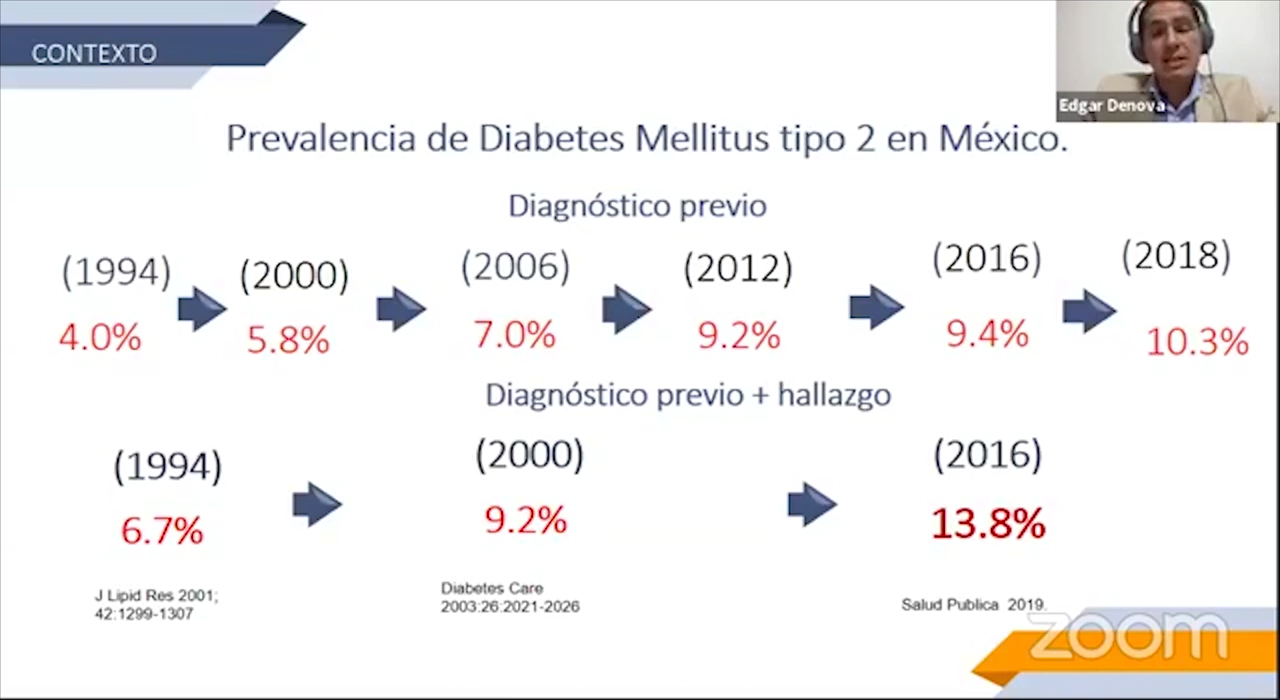 CONTEXTO
Edgar Denova
Prevalencia de Diabetes Mellitus tipo 2 en México.
Diagnóstico previo
(1994) (2000) (2006) (2012) (2016) (2018)
4.0% 5.8% 7.0% 9.2% 9.4% 10.3%
Diagnóstico previo + hallazgo
(1994) (2000) (2016)
6.7% 9.2% 13.8%
J Lipid Res 2001;
42:1299-1307
Diabetes Care
2003:26:2021-2026
Salud Publica 2019.
zoom